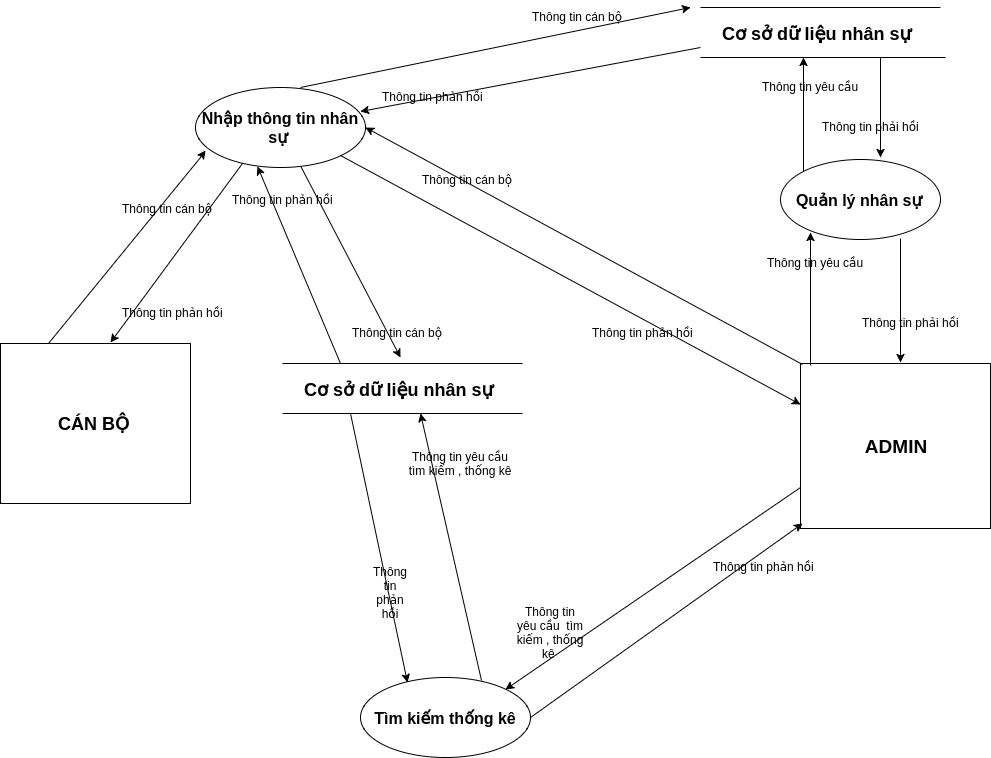 Thông tin cán bộ
Cơ sở dữ liệu nhân sự
Thông tin yêu cầu
Thông tin phản hồi
Nhập thông tin nhân
sự
Thông tin phải hồi
Thông tin cán bộ
Quản lý nhân sự
Thông tin phản hồi
Thông tin cán bộ
Thông tin yêu cầu
Thông tin phản hồi
Thông tin cán bộ
Thông tin phản hồi
Thông tin phải hồi
Cơ sở dữ liệu nhân sự
CÁN BỘ
ADMIN
Thông tin yêu cầu
tìm kiếm , thống kê
Thông
tin
phản
hồi
Thông tin phản hồi
Thông tin
yêu cầu tìm
kiếm , thống
kê
Tìm kiếm thống kê